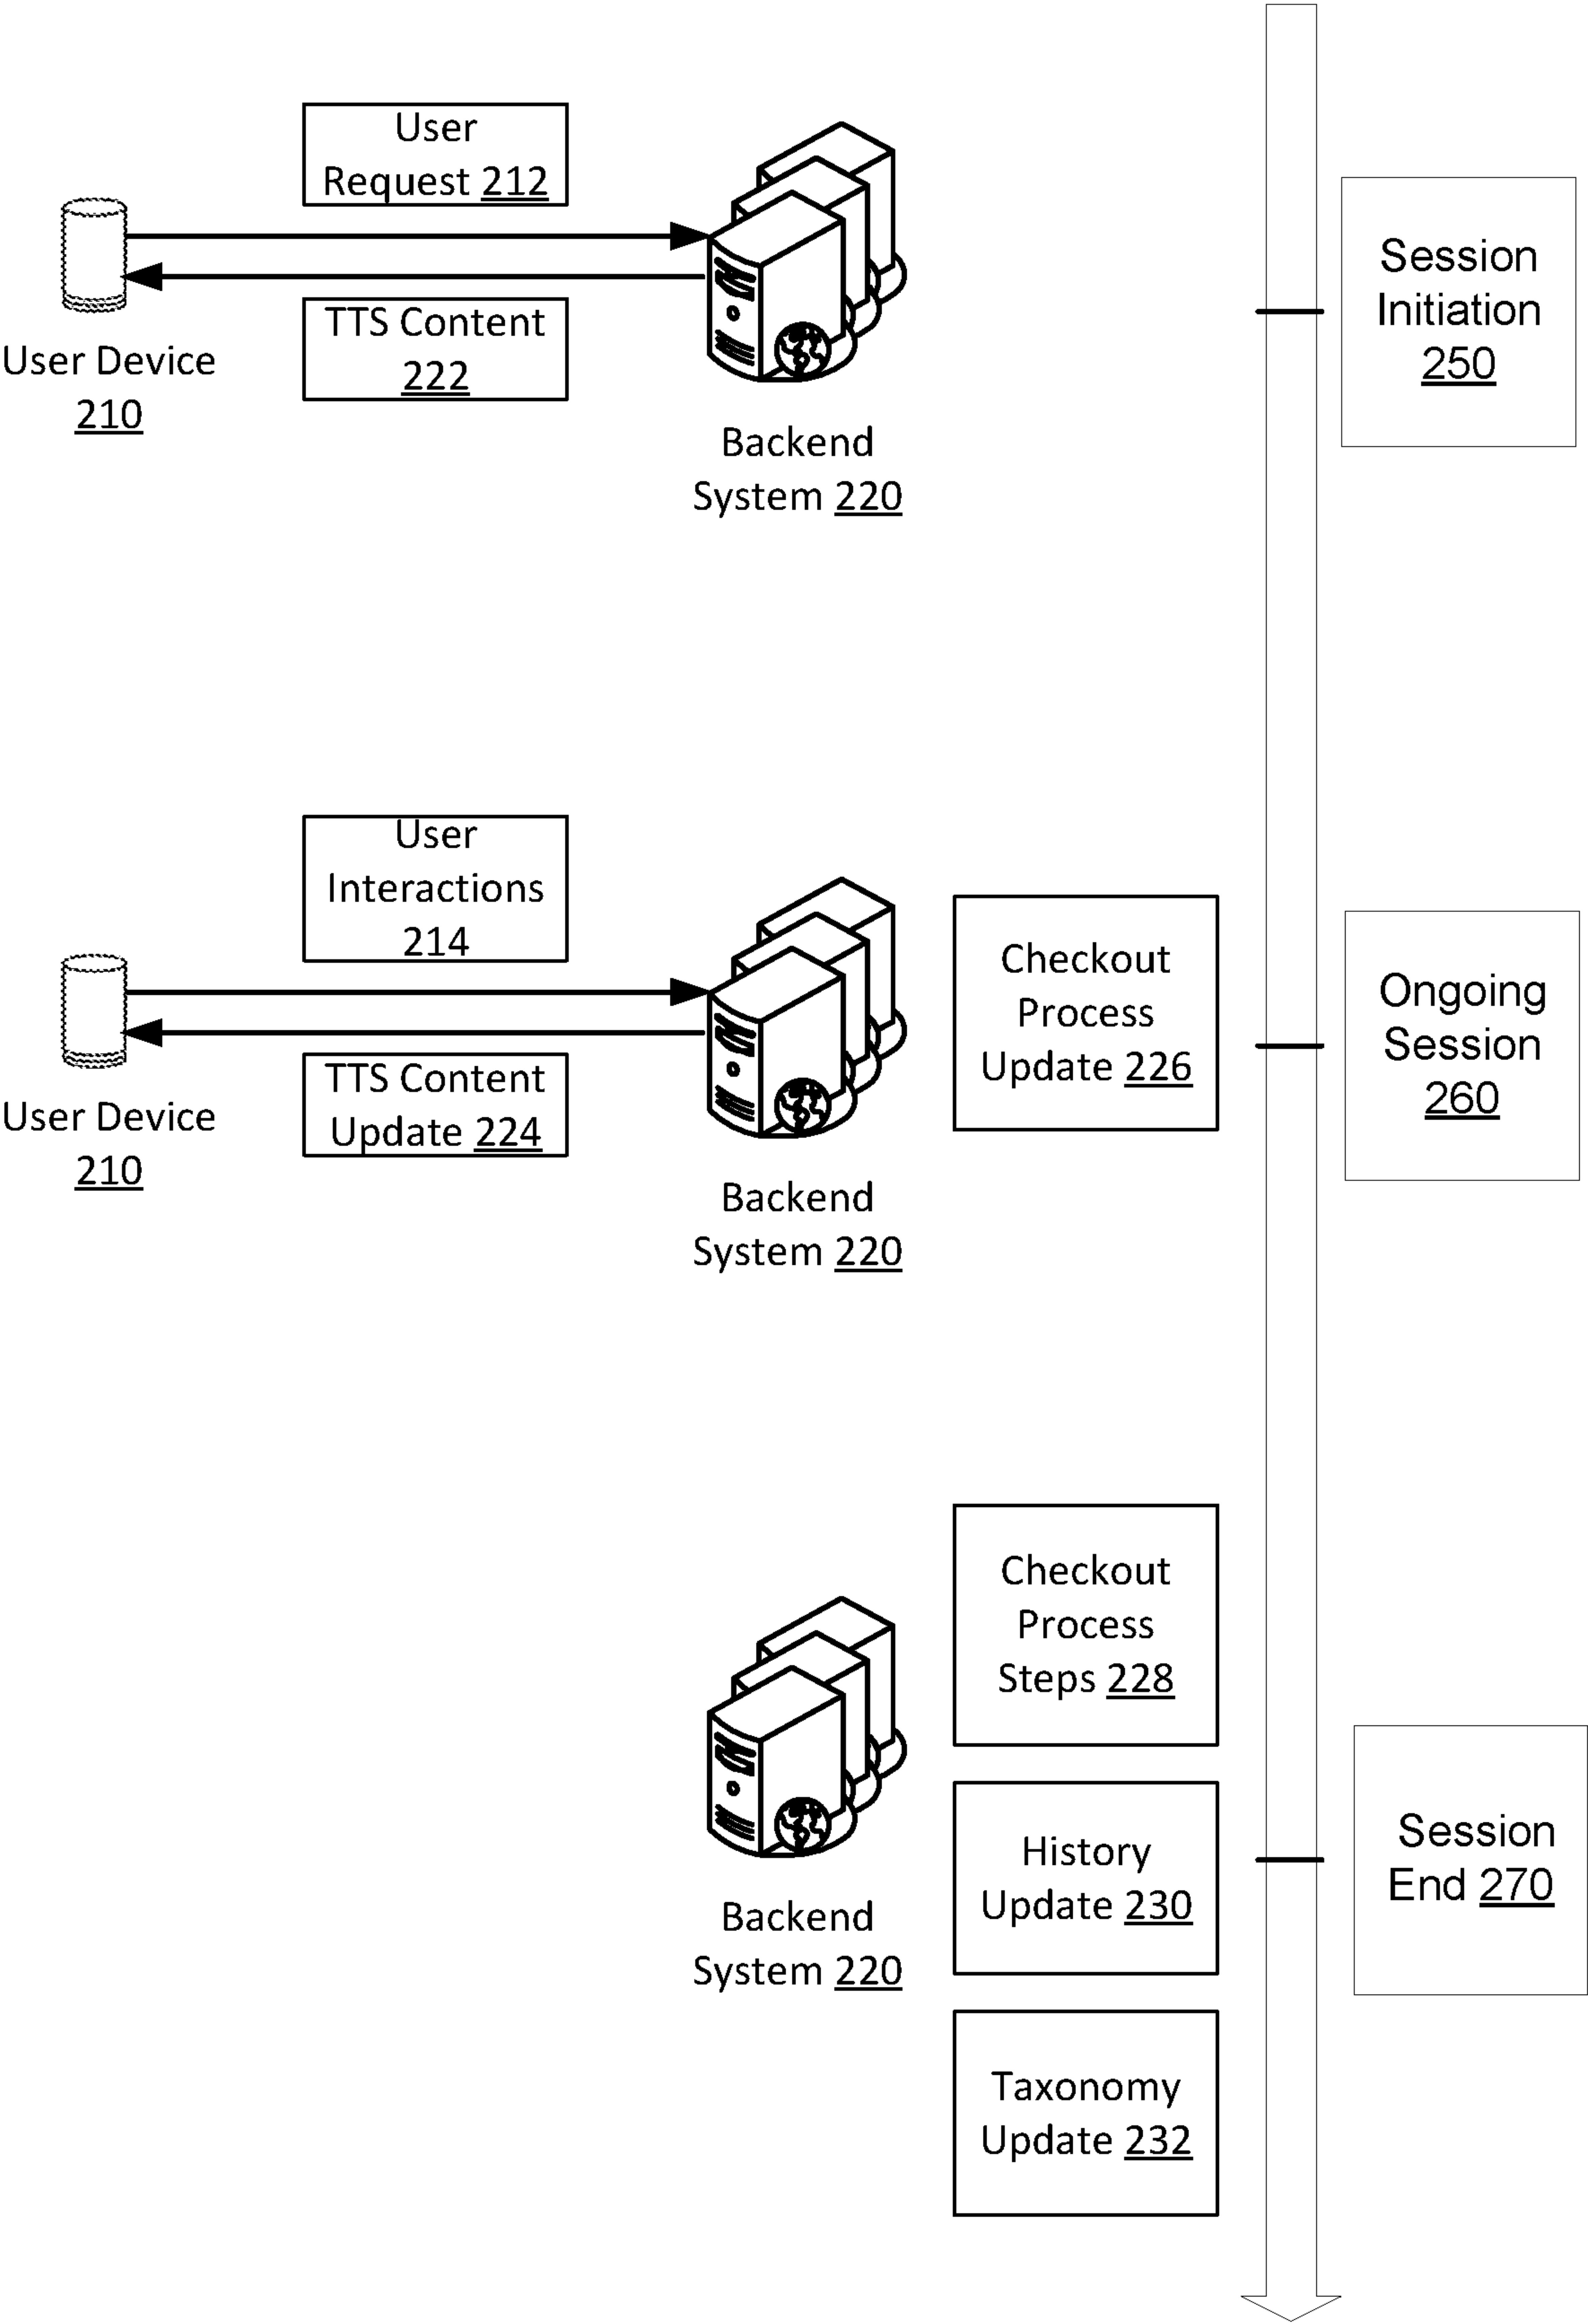 User
Request 212
TTS Content
222
User Device
210
Backend
System 220
Session
Initiation
250
User
Interactions
214
TTS Content
Update 224
User Device
210
Backend
System 220
Checkout
Process
Update 226
Ongoing
Session
260
Checkout
Process
Steps 228
Backend
System 220
History
Update 230
Taxonomy
Update 232
Session
End 270